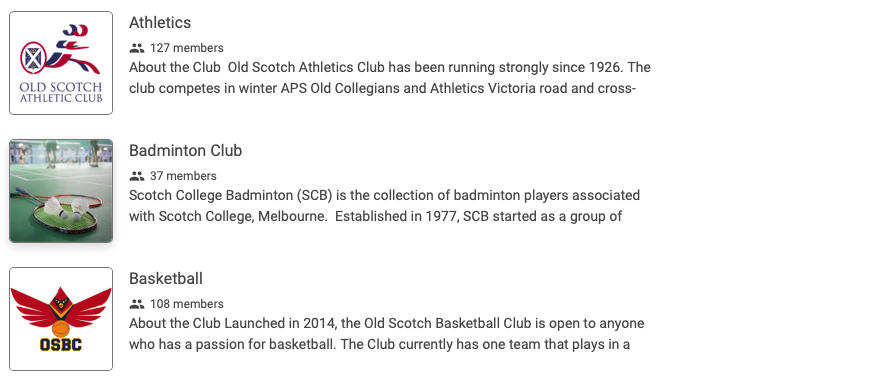 Athletics
127 members
About the Club  Old Scotch Athletics Club has been running strongly since 1926. The
club competes in winter APS Old Collegians and Athletics Victoria road and cross-
OLD SCOTCH
ATHLETIC CLUB
Badminton Club
37 members
Scotch College Badminton (SCB) is the collection of badminton players associated
with Scotch College, Melbourne.  Established in 1977, SCB started as a group of
Basketball
108 members
About the Club Launched in 2014, the Old Scotch Basketball Club is open to anyone
who has a passion for basketball. The Club currently has one team that plays in a
OSBC